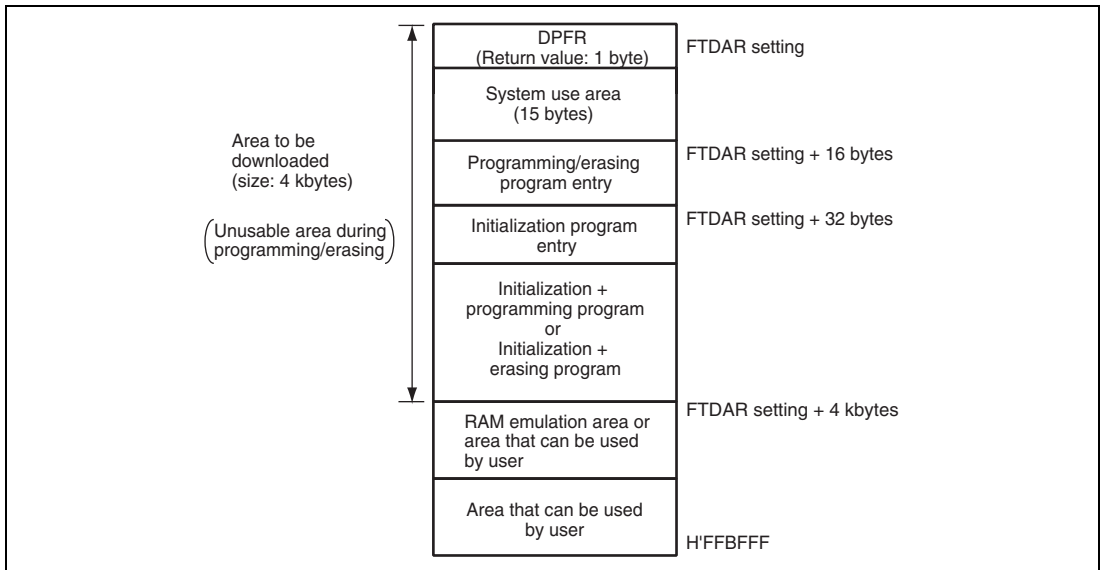 DPFR
(Return value: 1 byte)
FTDAR setting
System use area
(15 bytes)
Area to be
downloaded
(size: 4 kbytes)
(Unusable area during
programming/erasing)
Programming/erasing
program entry
FTDAR setting + 16 bytes
Initialization program
entry
FTDAR setting + 32 bytes
Initialization +
programming program
or
Initialization +
erasing program
FTDAR setting + 4 kbytes
RAM emulation area or
area that can be used
by user
Area that can be used
by user
H'FFBFFF